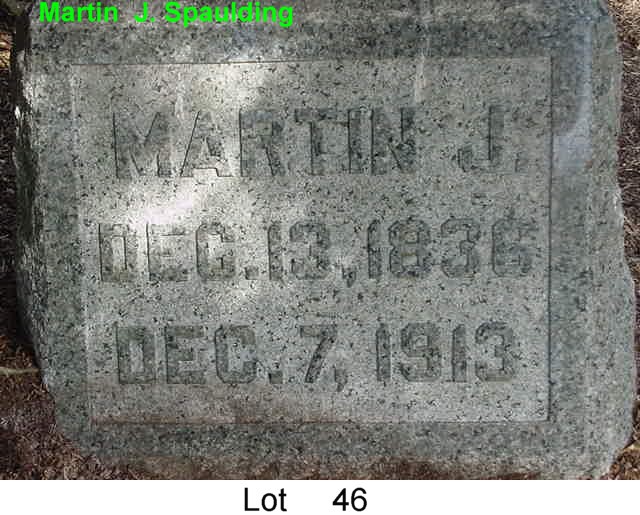 Martin J. Spaulding
MARTIN J.
DEC. 13, 1836
DEC. 7, 1913
Lot 46